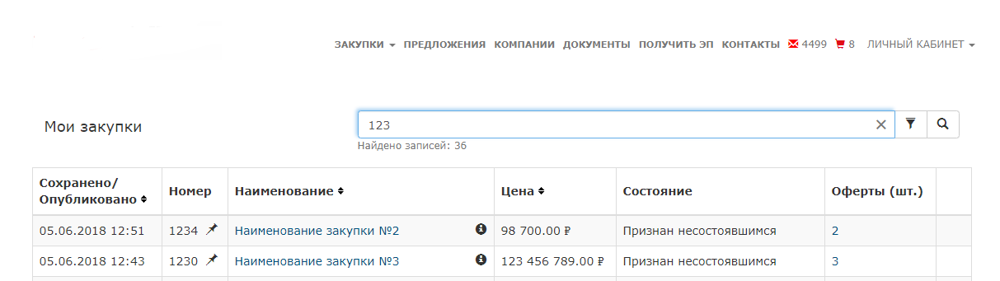 ЗАКУПКИ ПРЕДЛОЖЕНИЯ КОМПАНИИ ДОКУМЕНТЫ ПОЛУЧИТЬ ЭП КОНТАКТЫ 4499 8 ЛИЧНЫЙ КАБИНЕТ
Мои закупки
123
Найдено записей: 36
Сохранено/
Опубликовано Номер Наименование Цена Состояние Оферты (шт.)
05.06.2018 12:51 1234 Наименование закупки №2 98 700.00 ₽ Признан несостоявшимся 2
05.06.2018 12:43 1230 Наименование закупки №3 123 456 789.00 ₽ Признан несостоявшимся 3